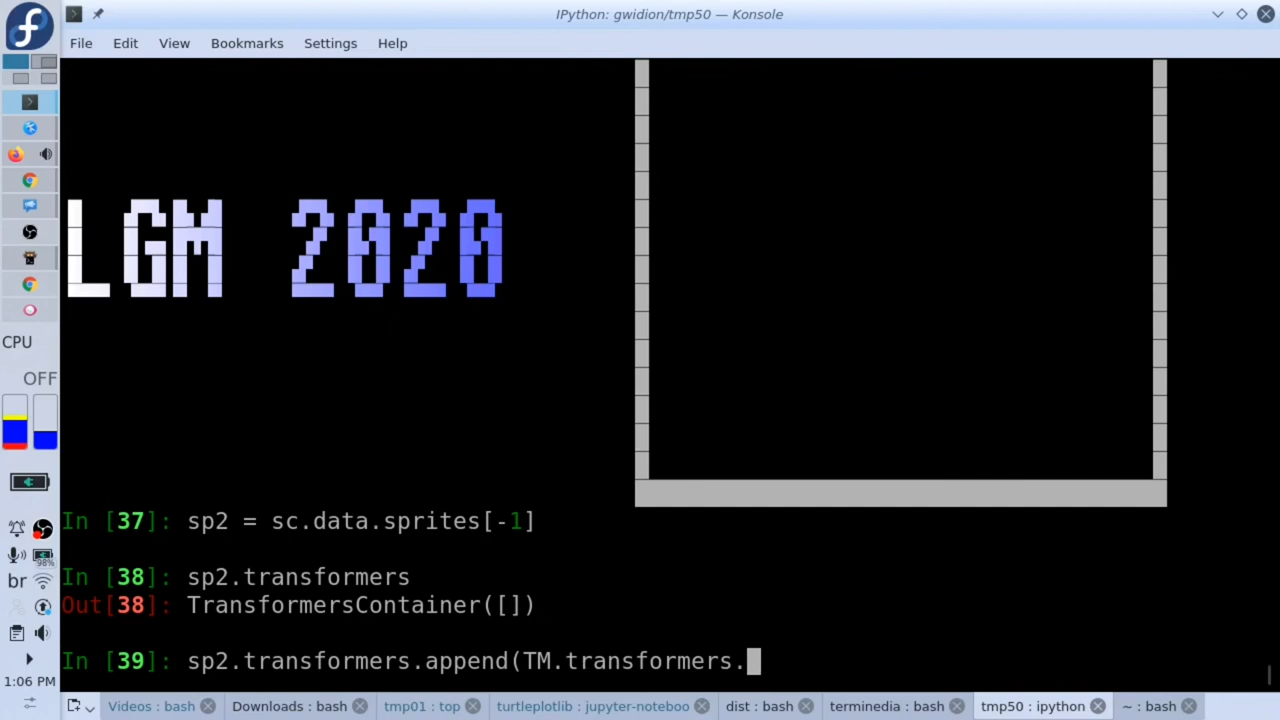 IPython: gwidion/tmp50 — Konsole
File Edit View Bookmarks Settings Help
LGM 2020
CPU
OFF
In [37]: sp2 = sc.data.sprites[-1]
In [38]: sp2.transformers
Out[38]: TransformersContainer([])
In [39]: sp2.transformers.append(TM.transformers.
98%
br
1:06 PM
Videos : bash Downloads : bash tmp01 : top turtleplotlib : jupyter-noteboo dist : bash terminedia : bash tmp50 : ipython ~ : bash